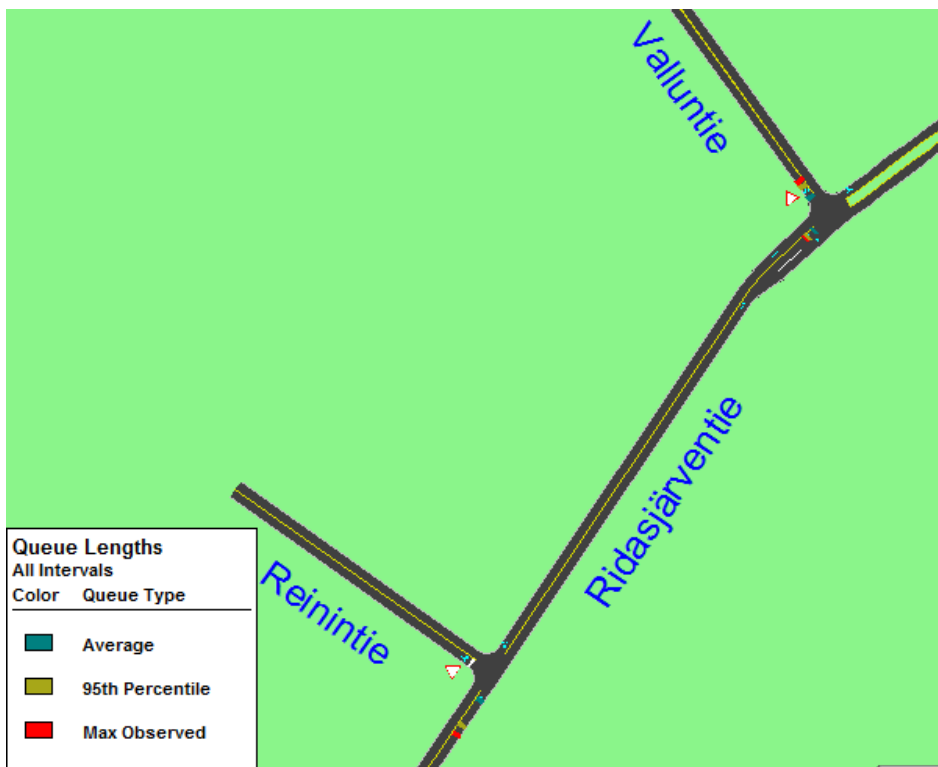 Valluntie
Ridasjärventie
Reinintie
Queue Lengths
All Intervals
Color Queue Type
Average
95th Percentile
Max Observed